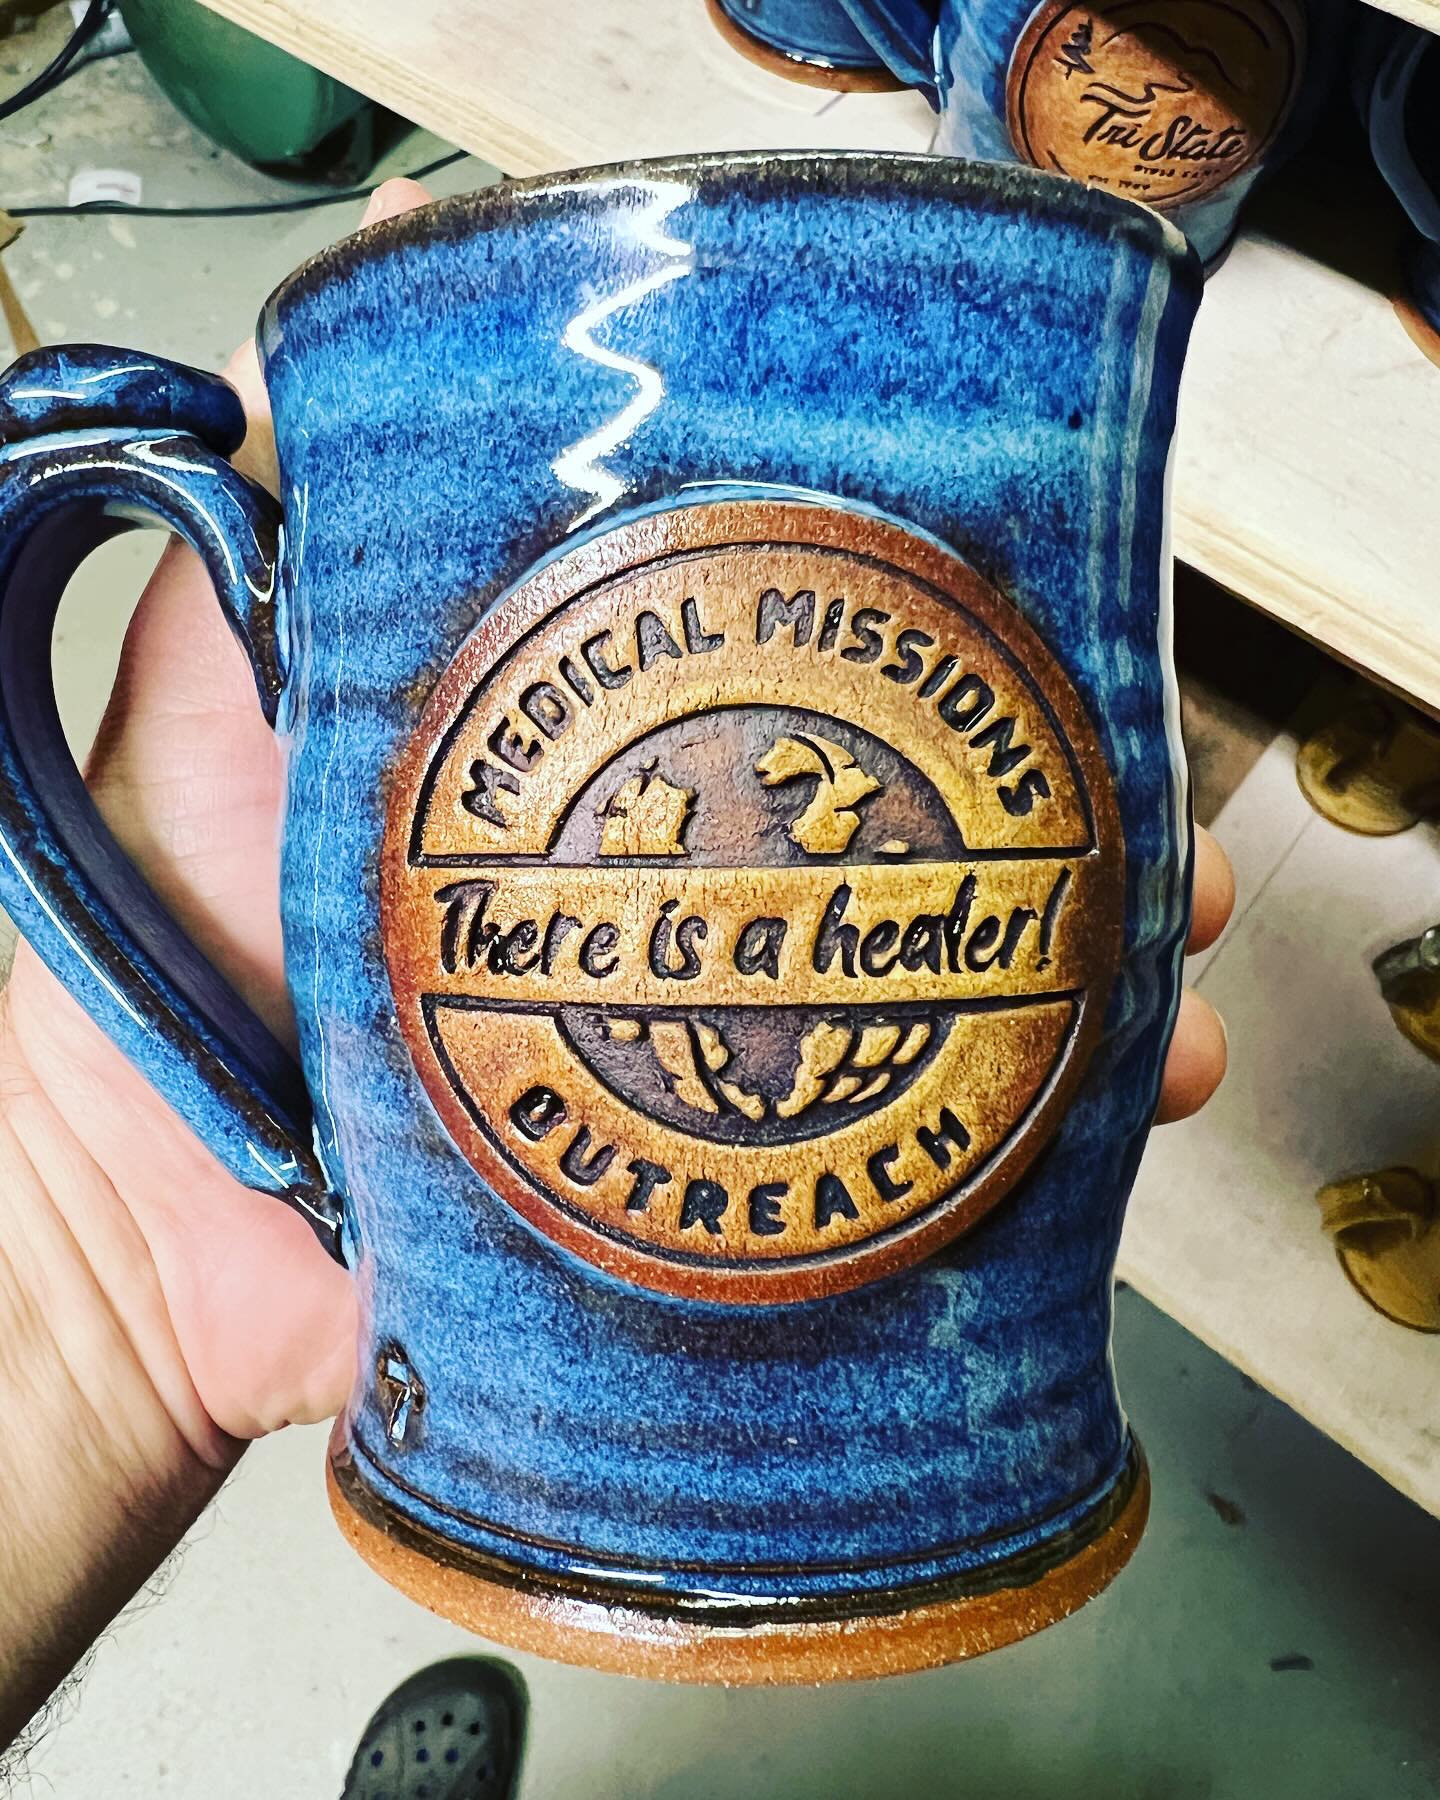 Tri State
MEDICAL MISSIONS
There is a healer!
OUTREACH